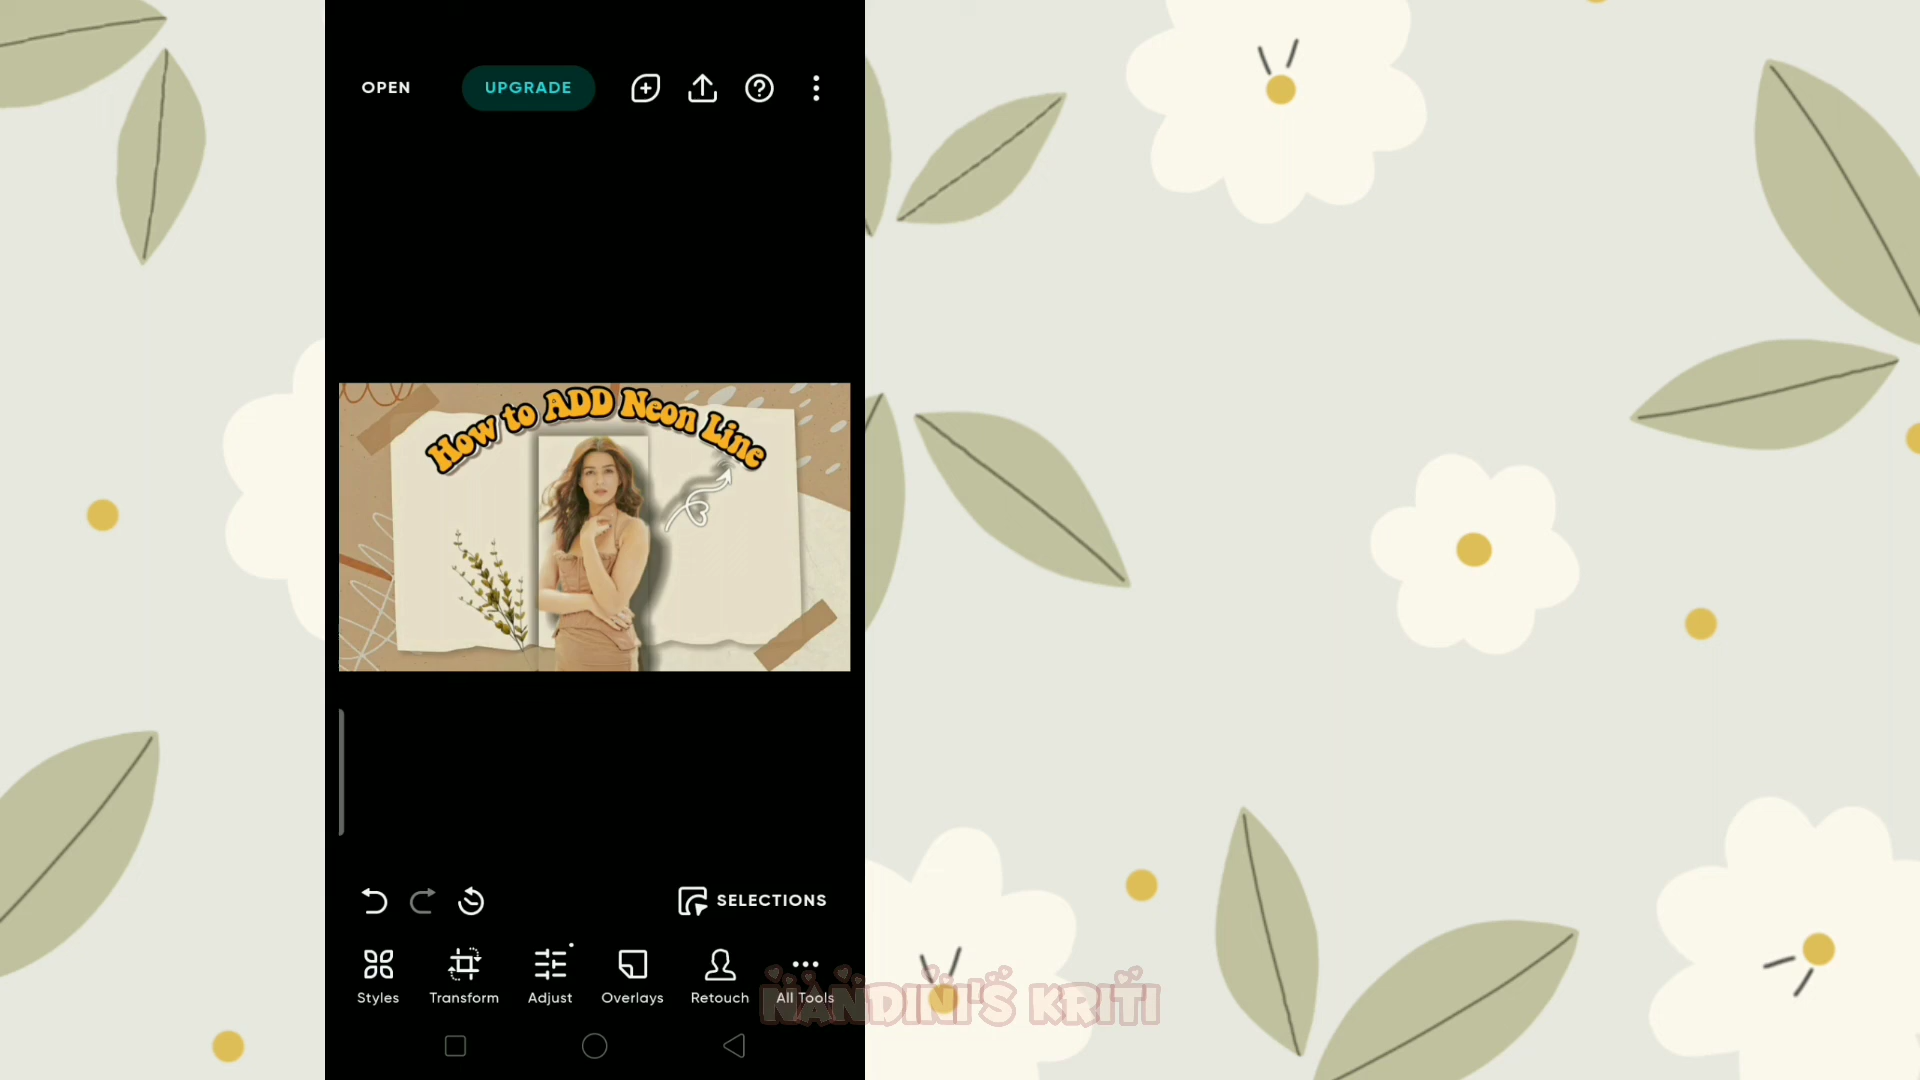 OPEN
UPGRADE
How to ADD Neon Line
SELECTIONS
Styles
Transform
Adjust
Overlays
Retouch
All Tools
NANDINI'S KRITI